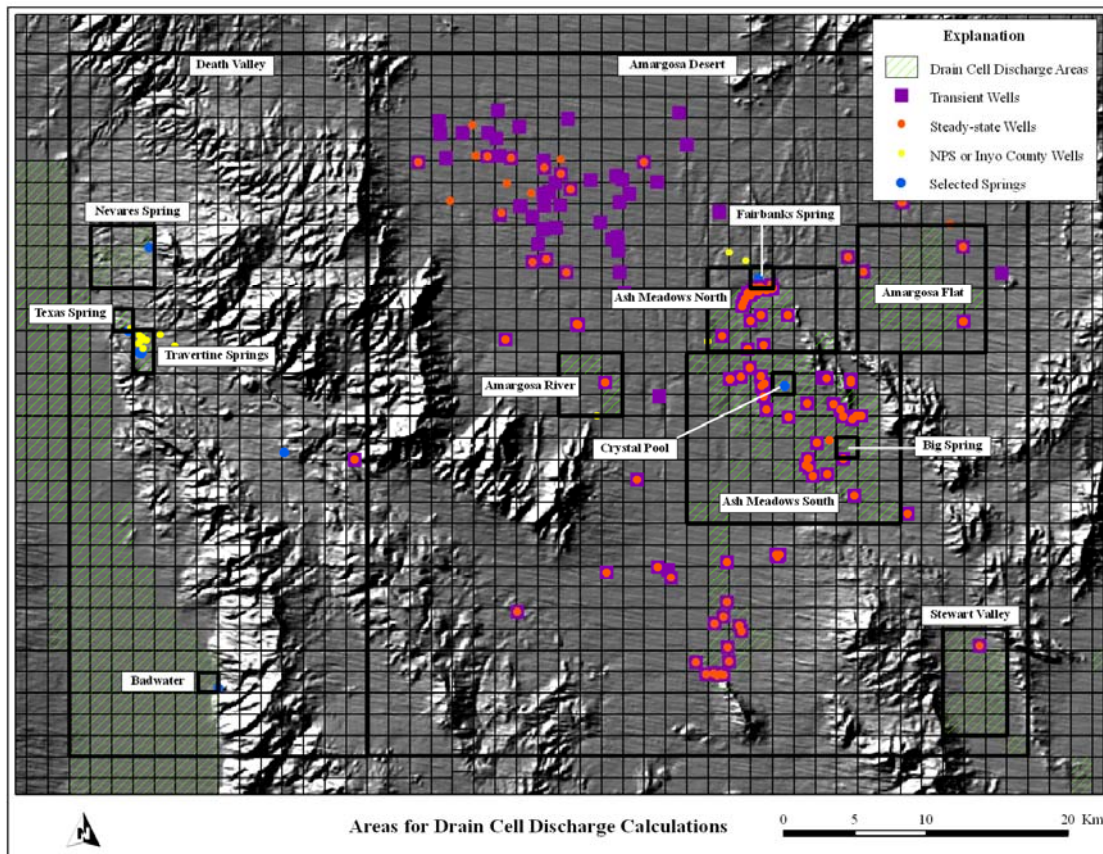 Death Valley
Amargosa Desert
Explanation
Drain Cell Discharge Areas
Transient Wells
Steady-state Wells
NPS or Inyo County Wells
Selected Springs
Nevares Spring
Fairbanks Spring
Texas Spring
Ash Meadows North
Amargosa Flat
Travertine Springs
Amargosa River
Crystal Pool
Big Spring
Ash Meadows South
Stewart Valley
Badwater
N
Areas for Drain Cell Discharge Calculations
0 5 10 20 Km